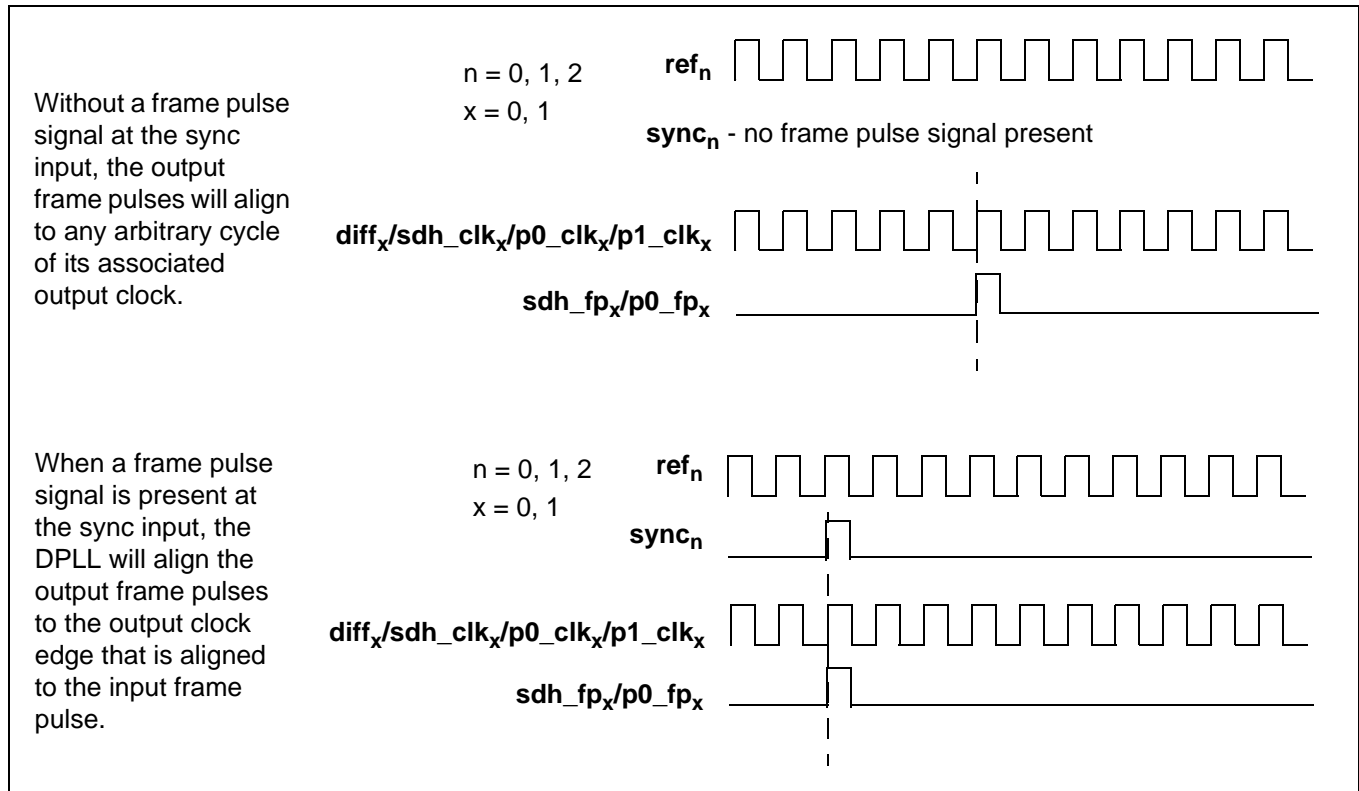 Without a frame pulse
signal at the sync
input, the output
frame pulses will align
to any arbitrary cycle
of its associated
output clock.
n = 0, 1, 2
x = 0, 1
refn
syncn - no frame pulse signal present
diffx/sdh_clkx/p0_clkx/p1_clkx
sdh_fpx/p0_fpx
When a frame pulse
signal is present at
the sync input, the
DPLL will align the
output frame pulses
to the output clock
edge that is aligned
to the input frame
pulse.
n = 0, 1, 2
x = 0, 1
refn
syncn
diffx/sdh_clkx/p0_clkx/p1_clkx
sdh_fpx/p0_fpx